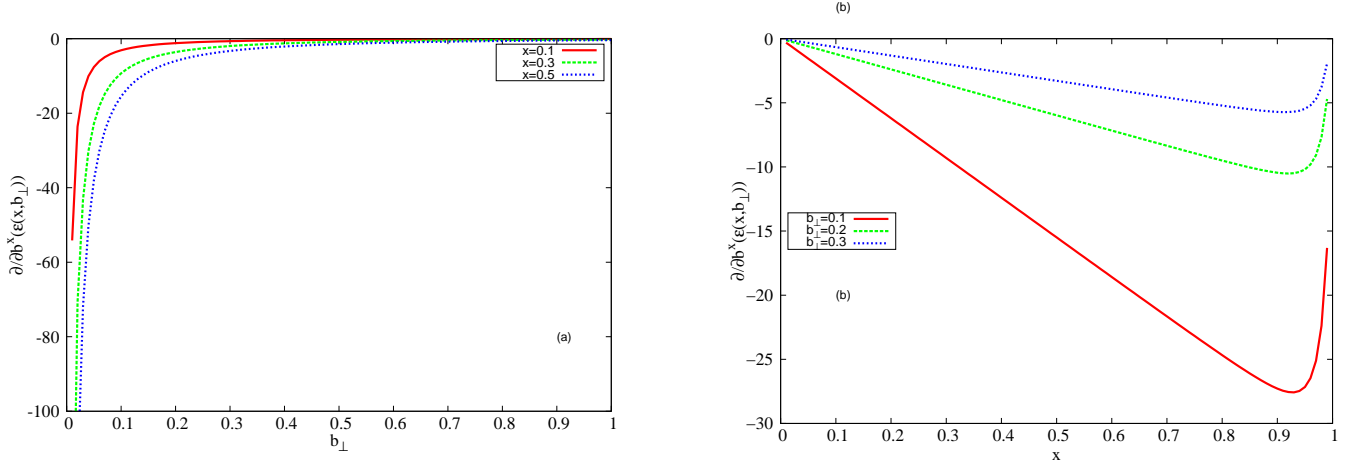 0
-20
-40
-60
-80
-100
0 0.1 0.2 0.3 0.4 0.5 0.6 0.7 0.8 0.9 1
∂/∂bˣ(ε(x,b⊥))
b⊥
x=0.1
x=0.3
x=0.5
(a)
(b)
0
−5
−10
−15
−20
−25
−30
0 0.1 0.2 0.3 0.4 0.5 0.6 0.7 0.8 0.9 1
∂/∂bˣ(ε(x,b⊥))
x
b⊥=0.1
b⊥=0.2
b⊥=0.3
(b)